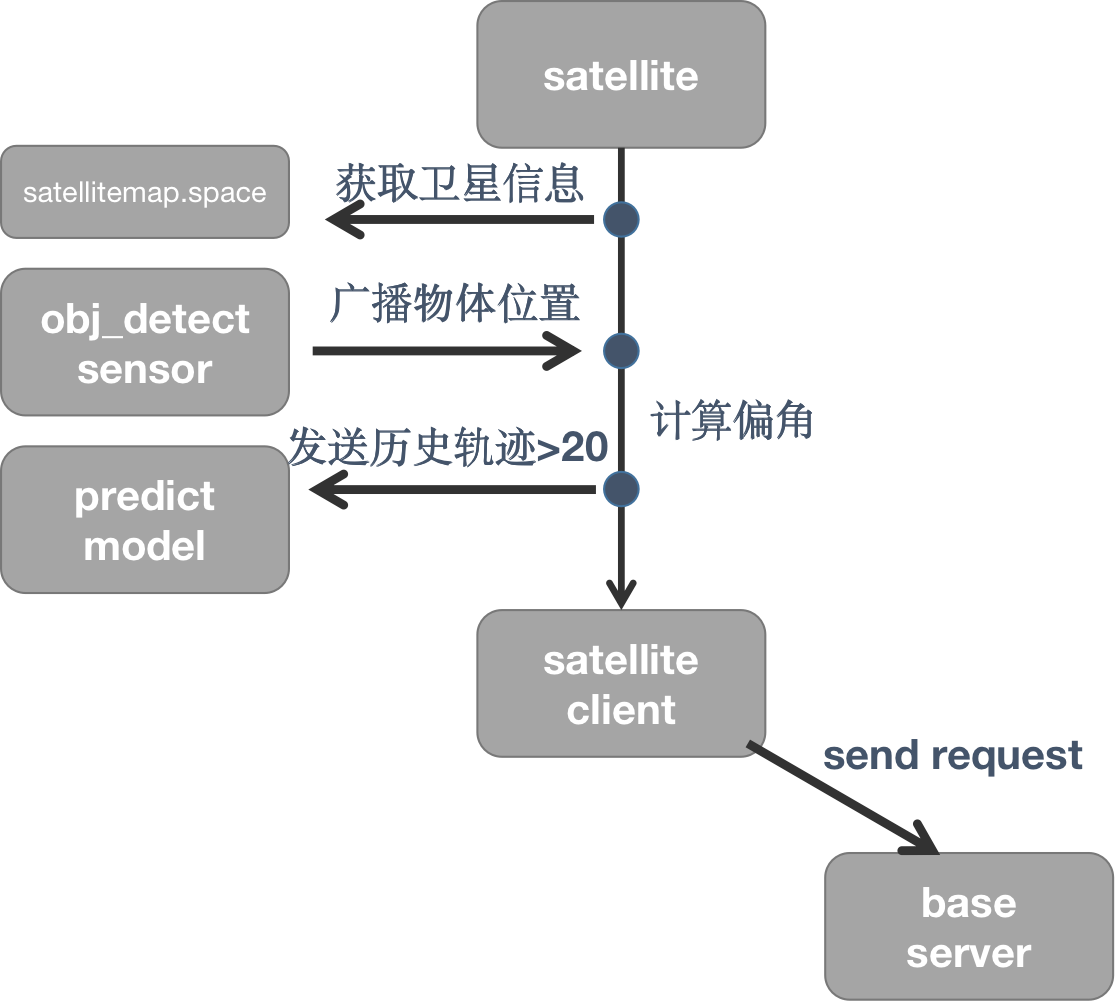 satellite
satellitemap.space
获取卫星信息
obj_detect
sensor
广播物体位置
计算偏角
predict
model
发送历史轨迹>20
satellite
client
send request
base
server